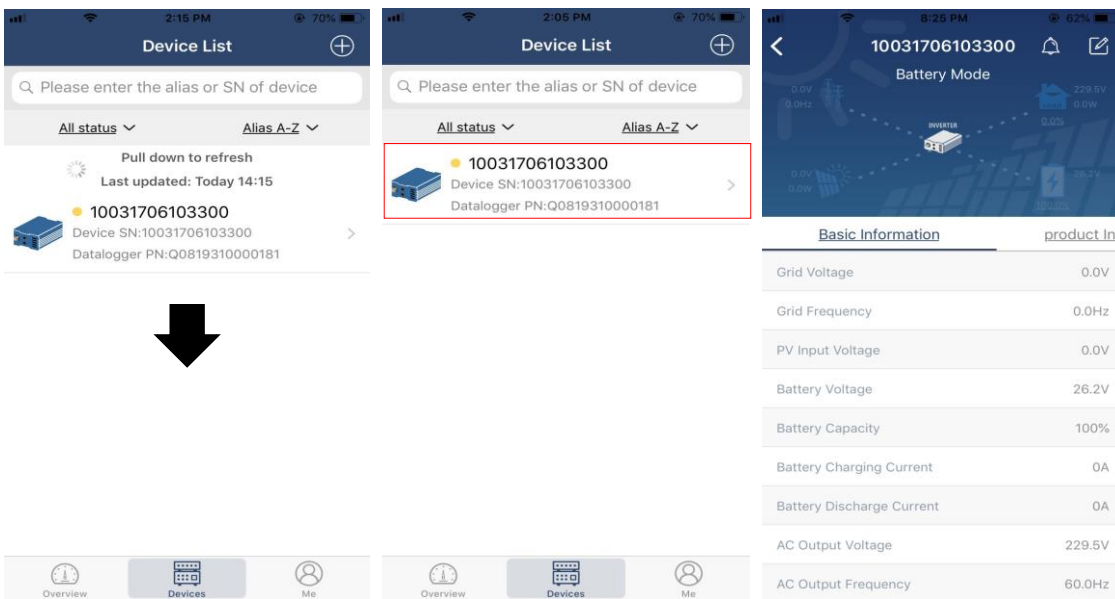 2:15 PM
70%
Device List
Please enter the alias or SN of device
All status
Alias A-Z
Pull down to refresh
Last updated: Today 14:15
10031706103300
Device SN:10031706103300
Datalogger PN:Q0819310000181
Overview
Devices
Me
2:05 PM
70%
Device List
Please enter the alias or SN of device
All status
Alias A-Z
10031706103300
Device SN:10031706103300
Datalogger PN:Q0819310000181
Overview
Devices
Me
8:25 PM
62%
10031706103300
Battery Mode
0.0V
0.0Hz
229.5V
0.0W
0.0%
INVERTER
0.0V
0.0W
26.2V
100.0%
Basic Information
product In
Grid Voltage
0.0V
Grid Frequency
0.0Hz
PV Input Voltage
0.0V
Battery Voltage
26.2V
Battery Capacity
100%
Battery Charging Current
0A
Battery Discharge Current
0A
AC Output Voltage
229.5V
AC Output Frequency
60.0Hz